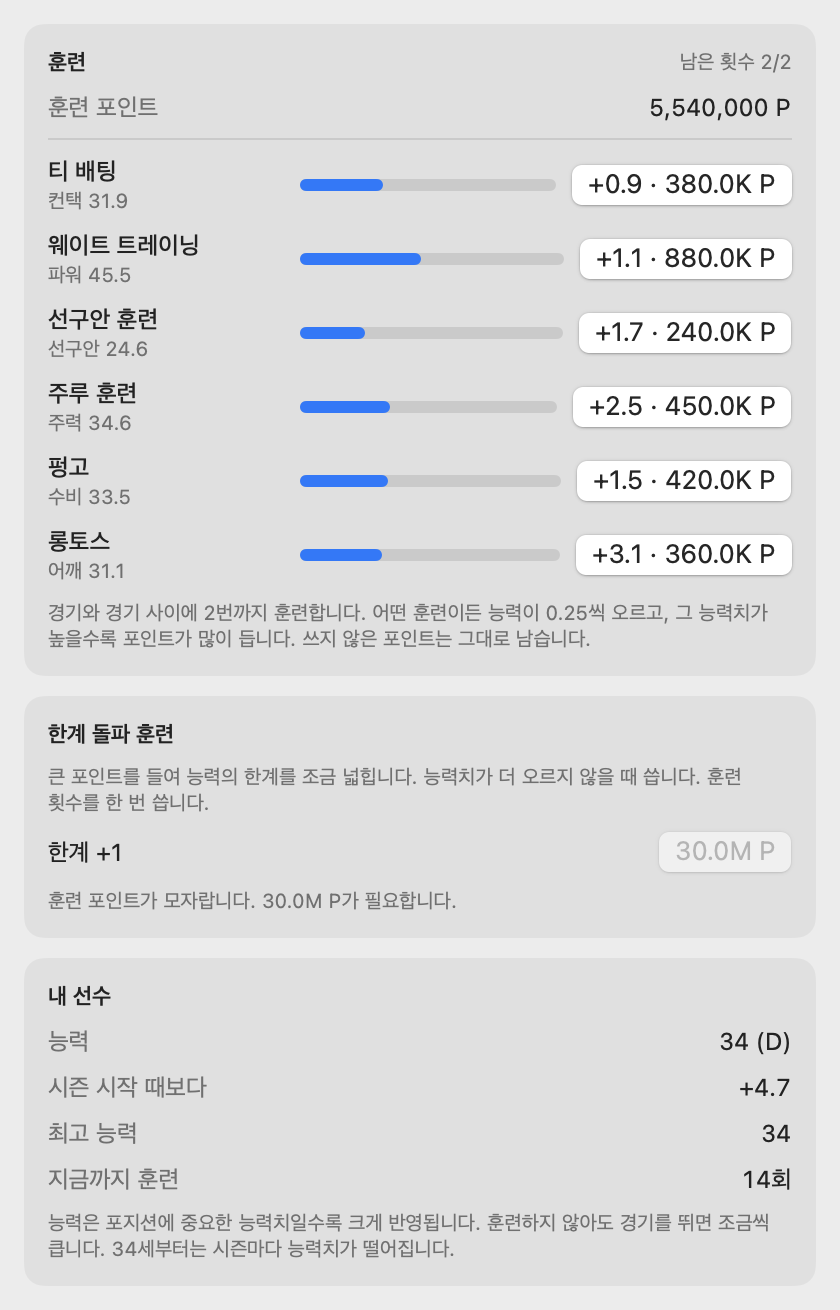 훈련
남은 횟수 2/2
훈련 포인트
5,540,000 P
티 배팅
컨택 31.9
+0.9 · 380.0K P
웨이트 트레이닝
파워 45.5
+1.1 · 880.0K P
선구안 훈련
선구안 24.6
+1.7 · 240.0K P
주루 훈련
주력 34.6
+2.5 · 450.0K P
펑고
수비 33.5
+1.5 · 420.0K P
롱토스
어깨 31.1
+3.1 · 360.0K P
경기와 경기 사이에 2번까지 훈련합니다. 어떤 훈련이든 능력이 0.25씩 오르고, 그 능력치가
높을수록 포인트가 많이 듭니다. 쓰지 않은 포인트는 그대로 남습니다.
한계 돌파 훈련
큰 포인트를 들여 능력의 한계를 조금 넓힙니다. 능력치가 더 오르지 않을 때 씁니다. 훈련
횟수를 한 번 씁니다.
한계 +1
30.0M P
훈련 포인트가 모자랍니다. 30.0M P가 필요합니다.
내 선수
능력
34 (D)
시즌 시작 때보다
+4.7
최고 능력
34
지금까지 훈련
14회
능력은 포지션에 중요한 능력치일수록 크게 반영됩니다. 훈련하지 않아도 경기를 뛰면 조금씩
큽니다. 34세부터는 시즌마다 능력치가 떨어집니다.